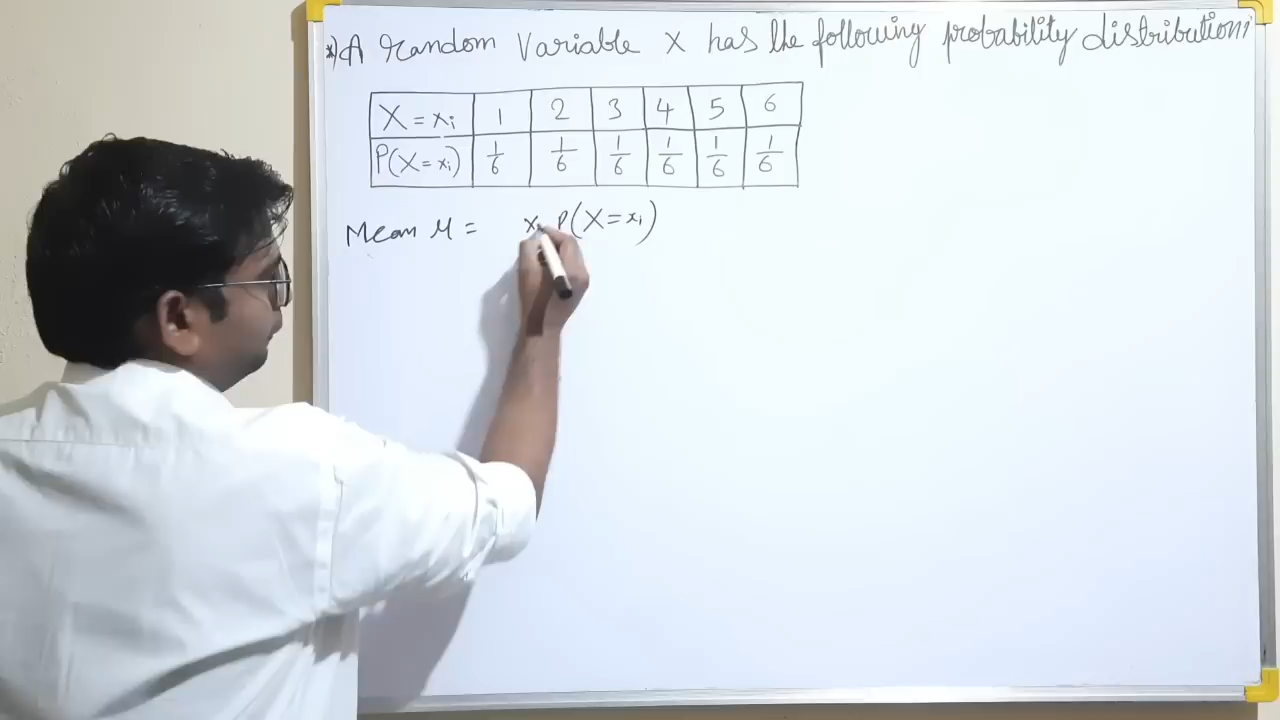 *) A random Variable X has the following probability distribution
X = xi 1 2 3 4 5 6
P(X = xi) 1/6 1/6 1/6 1/6 1/6 1/6
Mean μ = xi P(X = xi)